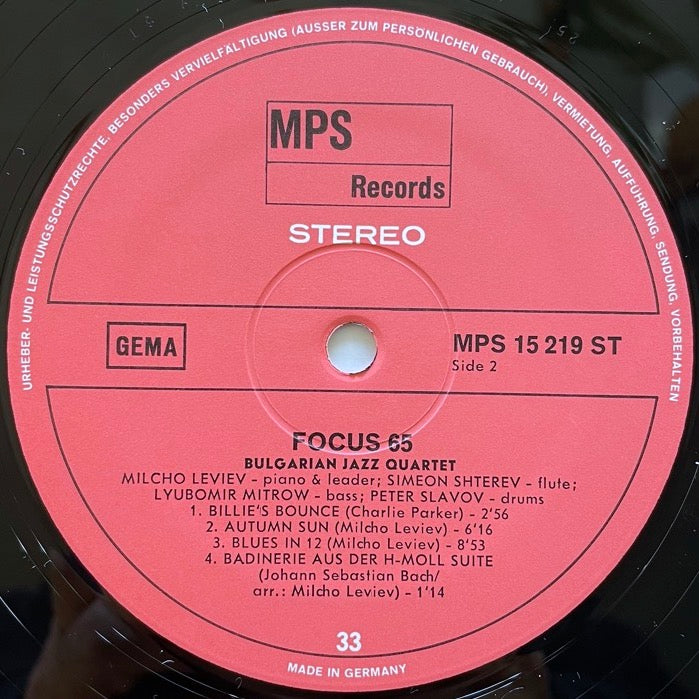 URHEBER- UND LEISTUNGSSCHUTZRECHTE, BESONDERS VERVIELFÄLTIGUNG (AUSSER ZUM PERSÖNLICHEN GEBRAUCH), VERMIETUNG, AUFFÜHRUNG, SENDUNG, VORBEHALTEN
MPS
Records
STEREO
GEMA
MPS 15 219 ST
Side 2
FOCUS 65
BULGARIAN JAZZ QUARTET
MILCHO LEVIEV - piano & leader; SIMEON SHTEREV - flute;
LYUBOMIR MITROW - bass; PETER SLAVOV - drums
1. BILLIE'S BOUNCE (Charlie Parker) - 2'56
2. AUTUMN SUN (Milcho Leviev) - 6'16
3. BLUES IN 12 (Milcho Leviev) - 8'53
4. BADINERIE AUS DER H-MOLL SUITE
(Johann Sebastian Bach/
arr.: Milcho Leviev) - 1'14
33
MADE IN GERMANY